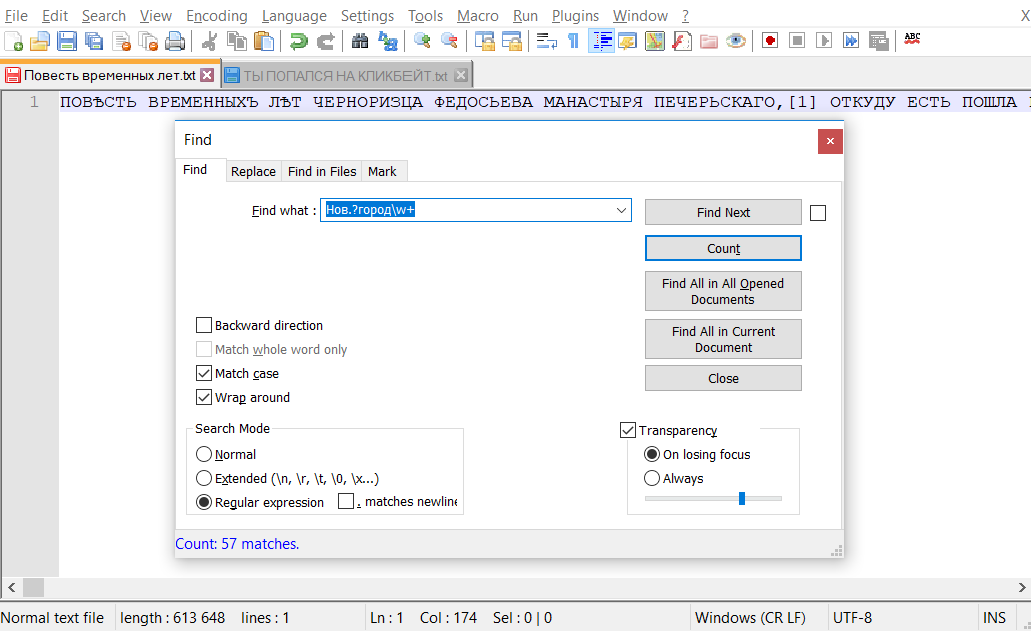 File Edit Search View Encoding Language Settings Tools Macro Run Plugins Window ? X
ABC
Повесть временных лет.txt ТЫ ПОПАЛСЯ НА КЛИКБЕЙТ.txt
1 ПОВѢСТЬ ВРЕМЕННЫХЪ ЛѢТ ЧЕРНОРИЗЦА ФЕДОСЬЕВА МАНАСТЫРЯ ПЕЧЕРЬСКАГО,[1] ОТКУДУ ЕСТЬ ПОШЛА
Find
Find Replace Find in Files Mark
Find what : Нов.?город\w+ Find Next
Count
Find All in All Opened
Documents
Find All in Current
Document
Close
Backward direction
Match whole word only
Match case
Wrap around
Search Mode
Normal
Extended (\n, \r, \t, \0, \x...)
Regular expression . matches newline
Transparency
On losing focus
Always
Count: 57 matches.
Normal text file length : 613 648 lines : 1 Ln : 1 Col : 174 Sel : 0 | 0 Windows (CR LF) UTF-8 INS